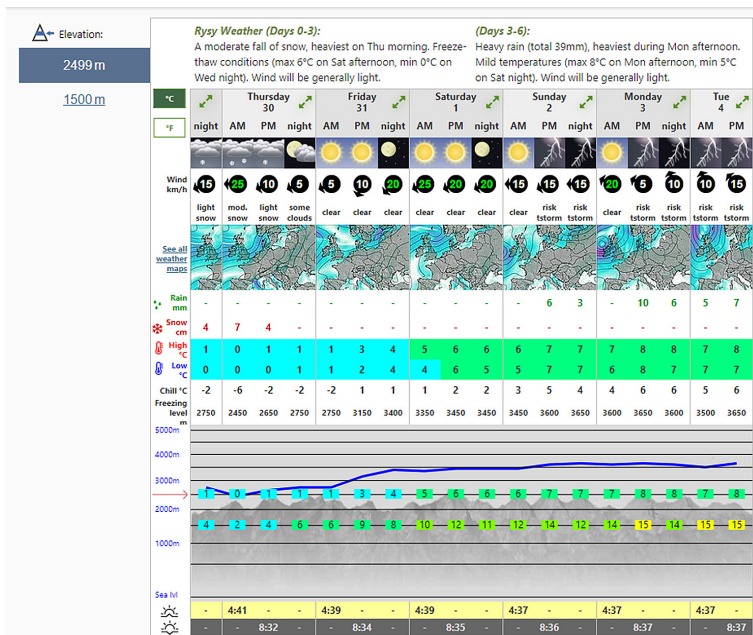 Elevation:
2499 m
1500 m
Rysy Weather (Days 0-3):
A moderate fall of snow, heaviest on Thu morning. Freeze-
thaw conditions (max 6°C on Sat afternoon, min 0°C on
Wed night). Wind will be generally light.
(Days 3-6):
Heavy rain (total 39mm), heaviest during Mon afternoon.
Mild temperatures (max 8°C on Mon afternoon, min 5°C
on Sat night). Wind will be generally light.
°C
°F
Thursday Friday Saturday Sunday Monday Tue
30 31 1 2 3 4
night AM PM night AM PM night AM PM night AM PM night AM PM night AM PM
Wind
km/h
15 25 10 5 5 10 20 25 20 20 15 15 15 20 5 10 10 15
light mod. light some clear clear clear clear clear clear clear risk risk clear risk risk risk risk
snow snow snow clouds tstorm tstorm tstorm tstorm tstorm tstorm
See all
weather
maps
Rain
mm
- - - - - - - - - - - 6 3 - 10 6 5 7
Snow
cm
4 7 4 - - - - - - - - - - - - - - -
High
°C
1 0 1 1 1 3 4 5 6 6 6 7 7 7 8 8 7 8
Low
°C
0 0 0 1 1 2 4 4 6 5 5 7 7 6 8 7 7 7
Chill °C
-2 -6 -2 -2 -2 1 1 1 2 2 3 5 4 4 6 6 5 6
Freezing
level
m
2750 2450 2650 2750 2750 3150 3400 3350 3450 3450 3450 3600 3650 3600 3650 3600 3500 3650
5000m
4000m
3000m
1 0 1 1 1 3 4 5 6 6 6 7 7 7 8 8 7 8
2000m
4 2 4 6 6 9 8 10 12 11 12 14 12 14 15 14 15 15
1000m
Sea lvl
- 4:41 - - 4:39 - - 4:39 - - 4:37 - - 4:37 - - 4:37 -
- - 8:32 - - 8:34 - - 8:35 - - 8:36 - - 8:37 - - 8:37